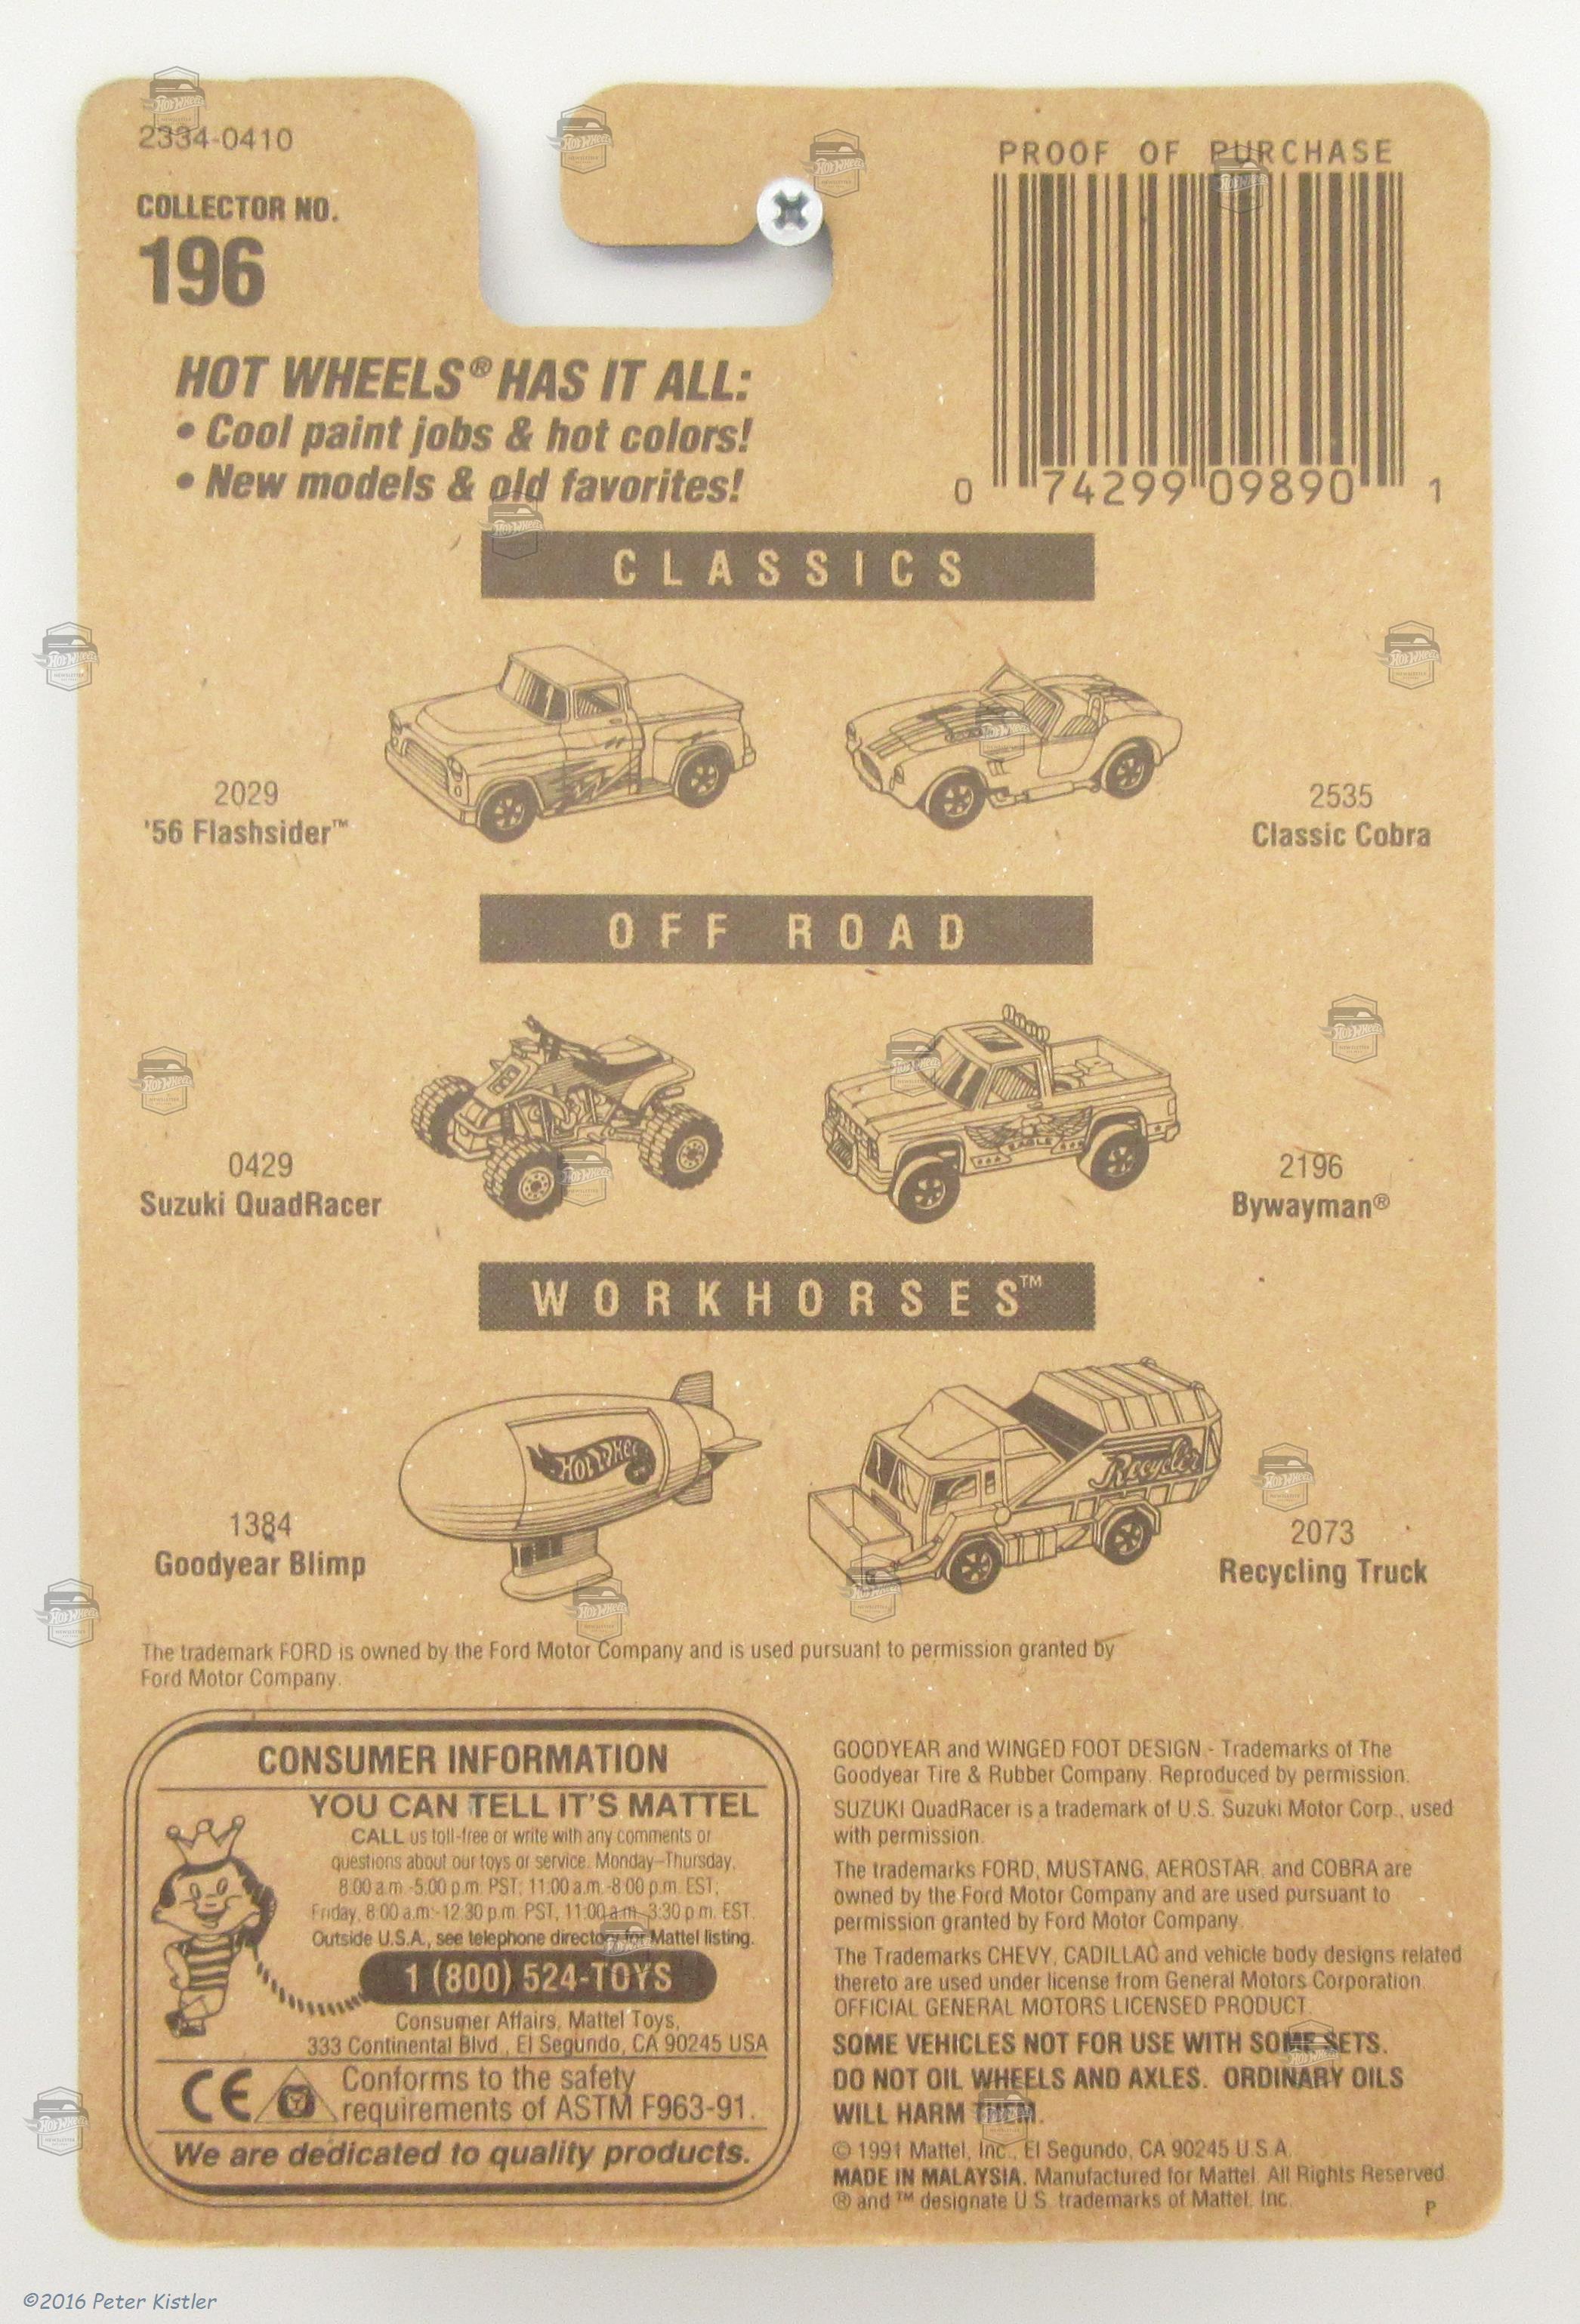 2334-0410
COLLECTOR NO.
196
PROOF OF PURCHASE
0 74299 09890 1
HOT WHEELS® HAS IT ALL:
• Cool paint jobs & hot colors!
• New models & old favorites!
CLASSICS
2029
'56 Flashsider™
2535
Classic Cobra
OFF ROAD
EAGLE
0429
Suzuki QuadRacer
2196
Bywayman®
WORKHORSES™
Hot Wheels
Recycler
1384
Goodyear Blimp
2073
Recycling Truck
The trademark FORD is owned by the Ford Motor Company and is used pursuant to permission granted by
Ford Motor Company.
CONSUMER INFORMATION
YOU CAN TELL IT'S MATTEL
CALL us toll-free or write with any comments or
questions about our toys or service. Monday–Thursday,
8:00 a.m.-5:00 p.m. PST; 11:00 a.m.-8:00 p.m. EST;
Friday, 8:00 a.m.-12:30 p.m. PST, 11:00 a.m.-3:30 p.m. EST.
Outside U.S.A., see telephone directory for Mattel listing.
1 (800) 524-TOYS
Consumer Affairs, Mattel Toys,
333 Continental Blvd., El Segundo, CA 90245 USA
CE
Conforms to the safety
requirements of ASTM F963-91.
We are dedicated to quality products.
GOODYEAR and WINGED FOOT DESIGN - Trademarks of The
Goodyear Tire & Rubber Company. Reproduced by permission.
SUZUKI QuadRacer is a trademark of U.S. Suzuki Motor Corp., used
with permission.
The trademarks FORD, MUSTANG, AEROSTAR, and COBRA are
owned by the Ford Motor Company and are used pursuant to
permission granted by Ford Motor Company.
The Trademarks CHEVY, CADILLAC and vehicle body designs related
thereto are used under license from General Motors Corporation.
OFFICIAL GENERAL MOTORS LICENSED PRODUCT.
SOME VEHICLES NOT FOR USE WITH SOME SETS.
DO NOT OIL WHEELS AND AXLES. ORDINARY OILS
WILL HARM THEM.
© 1991 Mattel, Inc., El Segundo, CA 90245 U.S.A.
MADE IN MALAYSIA. Manufactured for Mattel. All Rights Reserved.
® and ™ designate U.S. trademarks of Mattel, Inc.
P
©2016 Peter Kistler